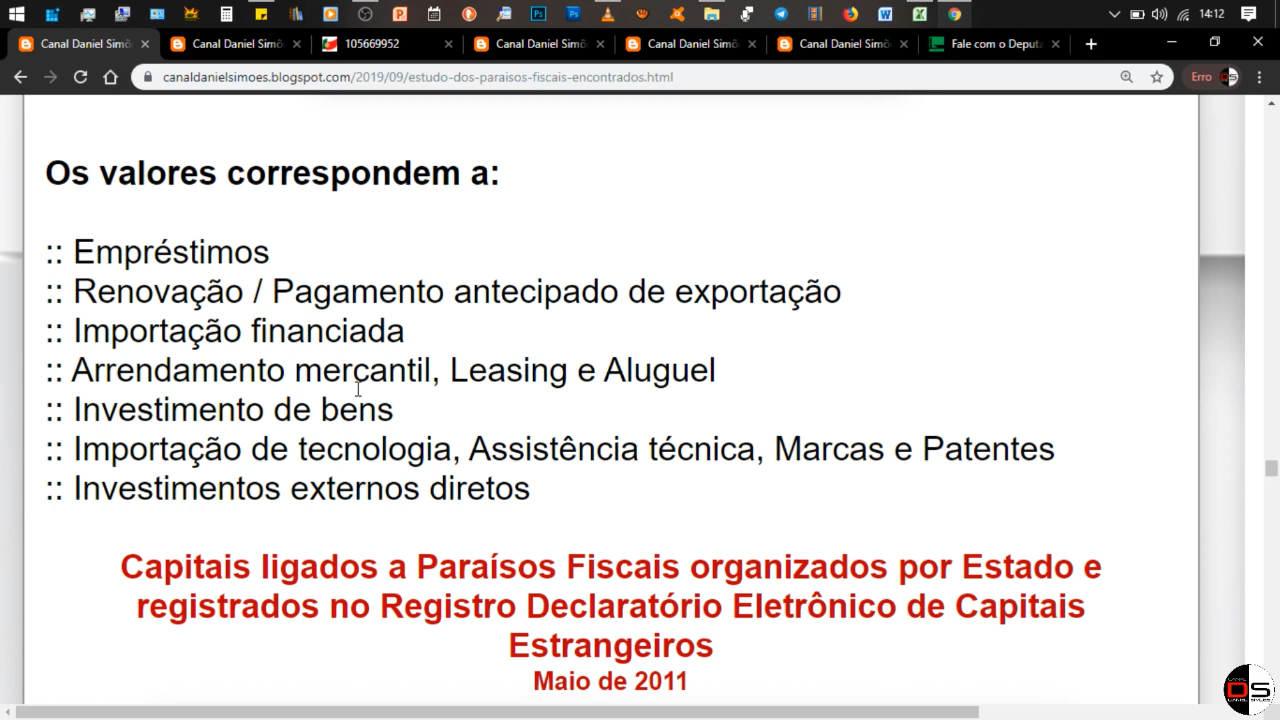 14:12
Canal Daniel Simõ
Canal Daniel Simõ
105669952
Canal Daniel Simõ
Canal Daniel Simõ
Canal Daniel Simõ
Fale com o Deputa
canaldanielsimoes.blogspot.com/2019/09/estudo-dos-paraisos-fiscais-encontrados.html
Erro
Os valores correspondem a:
:: Empréstimos
:: Renovação / Pagamento antecipado de exportação
:: Importação financiada
:: Arrendamento mercantil, Leasing e Aluguel
:: Investimento de bens
:: Importação de tecnologia, Assistência técnica, Marcas e Patentes
:: Investimentos externos diretos
Capitais ligados a Paraísos Fiscais organizados por Estado e
registrados no Registro Declaratório Eletrônico de Capitais
Estrangeiros
Maio de 2011
CANAL
DS
DANIEL SIMÕES